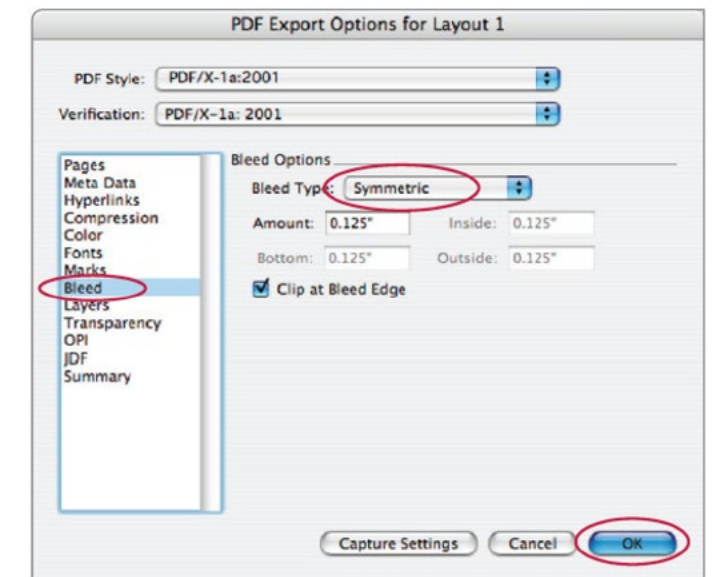 PDF Export Options for Layout 1
PDF Style: PDF/X-1a:2001
Verification: PDF/X-1a: 2001
Pages
Meta Data
Hyperlinks
Compression
Color
Fonts
Marks
Bleed
Layers
Transparency
OPI
JDF
Summary
Bleed Options
Bleed Type: Symmetric
Amount: 0.125" Inside: 0.125"
Bottom: 0.125" Outside: 0.125"
Clip at Bleed Edge
Capture Settings Cancel OK